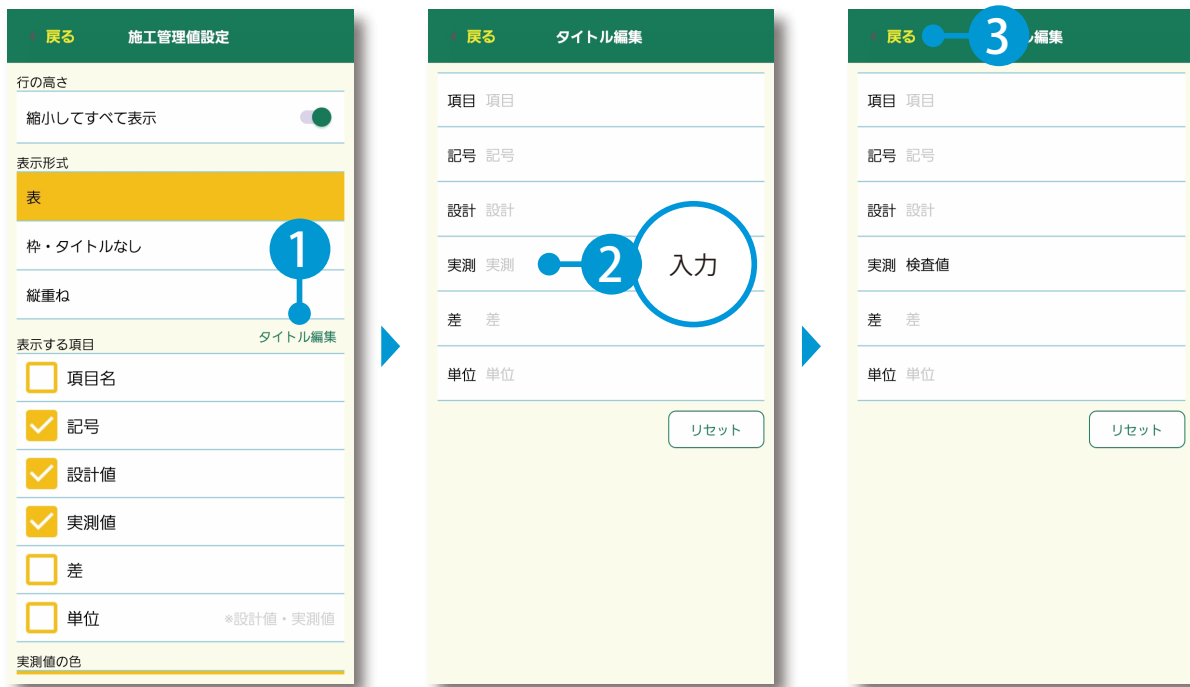 戻る 施工管理値設定
行の高さ
縮小してすべて表示
表示形式
表
枠・タイトルなし
縦重ね
1
タイトル編集
表示する項目
項目名
記号
設計値
実測値
差
単位 ※設計値・実測値
実測値の色
戻る タイトル編集
項目 項目
記号 記号
設計 設計
実測 実測
2 入力
差 差
単位 単位
リセット
戻る 3 ル編集
項目 項目
記号 記号
設計 設計
実測 検査値
差 差
単位 単位
リセット